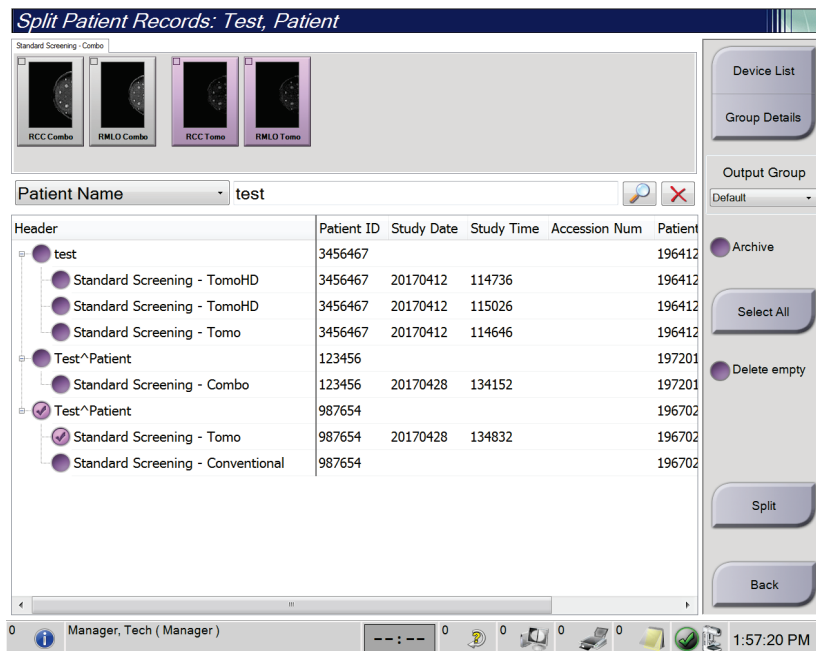 Split Patient Records: Test, Patient
Standard Screening - Combo
RCC Combo RMLO Combo RCC Tomo RMLO Tomo
Device List
Group Details
Output Group
Default
Patient Name test
Header Patient ID Study Date Study Time Accession Num Patient
test 3456467 196412
Standard Screening - TomoHD 3456467 20170412 114736 196412
Standard Screening - TomoHD 3456467 20170412 115026 196412
Standard Screening - Tomo 3456467 20170412 114646 196412
Test^Patient 123456 197201
Standard Screening - Combo 123456 20170428 134152 197201
Test^Patient 987654 196702
Standard Screening - Tomo 987654 20170428 134832 196702
Standard Screening - Conventional 987654 196702
Archive
Select All
Delete empty
Split
Back
0 Manager, Tech ( Manager ) --:-- 0 0 0 0 1:57:20 PM